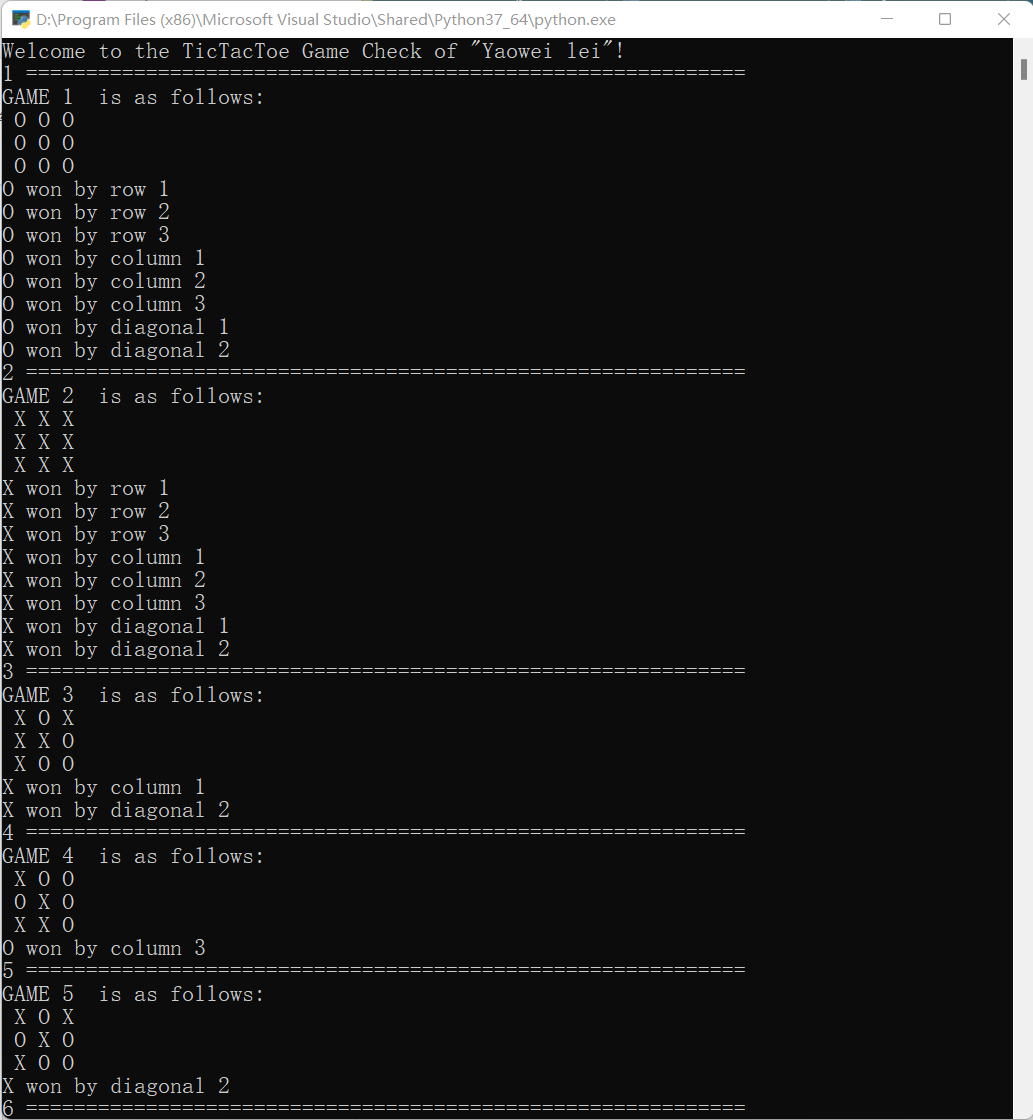 D:\Program Files (x86)\Microsoft Visual Studio\Shared\Python37_64\python.exe
Welcome to the TicTacToe Game Check of "Yaowei lei"!
1 ============================================================
GAME 1  is as follows:
 O O O
 O O O
 O O O
O won by row 1
O won by row 2
O won by row 3
O won by column 1
O won by column 2
O won by column 3
O won by diagonal 1
O won by diagonal 2
2 ============================================================
GAME 2  is as follows:
 X X X
 X X X
 X X X
X won by row 1
X won by row 2
X won by row 3
X won by column 1
X won by column 2
X won by column 3
X won by diagonal 1
X won by diagonal 2
3 ============================================================
GAME 3  is as follows:
 X O X
 X X O
 X O O
X won by column 1
X won by diagonal 2
4 ============================================================
GAME 4  is as follows:
 X O O
 O X O
 X X O
O won by column 3
5 ============================================================
GAME 5  is as follows:
 X O X
 O X O
 X O O
X won by diagonal 2
6 ============================================================